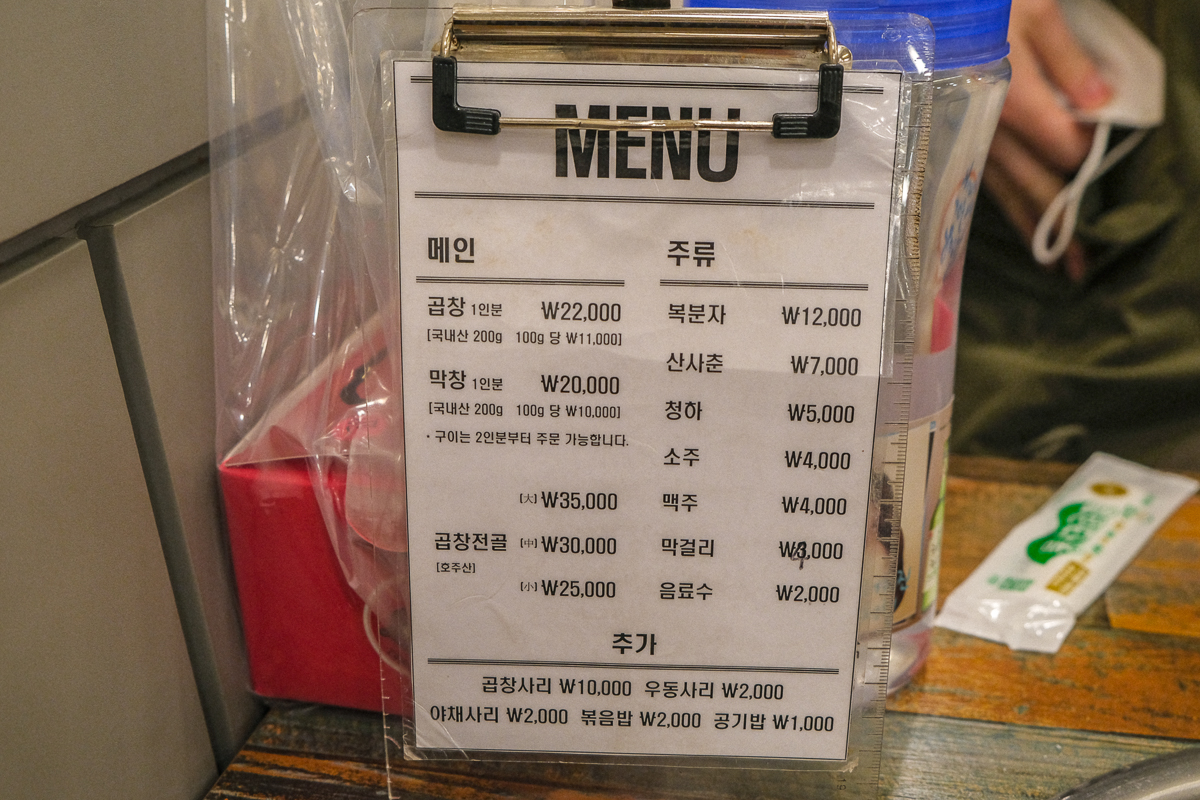 MENU
메인
곱창 1인분 ₩22,000
[국내산 200g 100g 당 ₩11,000]
막창 1인분 ₩20,000
[국내산 200g 100g 당 ₩10,000]
· 구이는 2인분부터 주문 가능합니다.
[大] ₩35,000
곱창전골 [中] ₩30,000
[호주산]
[小] ₩25,000
주류
복분자 ₩12,000
산사춘 ₩7,000
청하 ₩5,000
소주 ₩4,000
맥주 ₩4,000
막걸리 ₩4,000
음료수 ₩2,000
추가
곱창사리 ₩10,000 우동사리 ₩2,000
야채사리 ₩2,000 볶음밥 ₩2,000 공기밥 ₩1,000